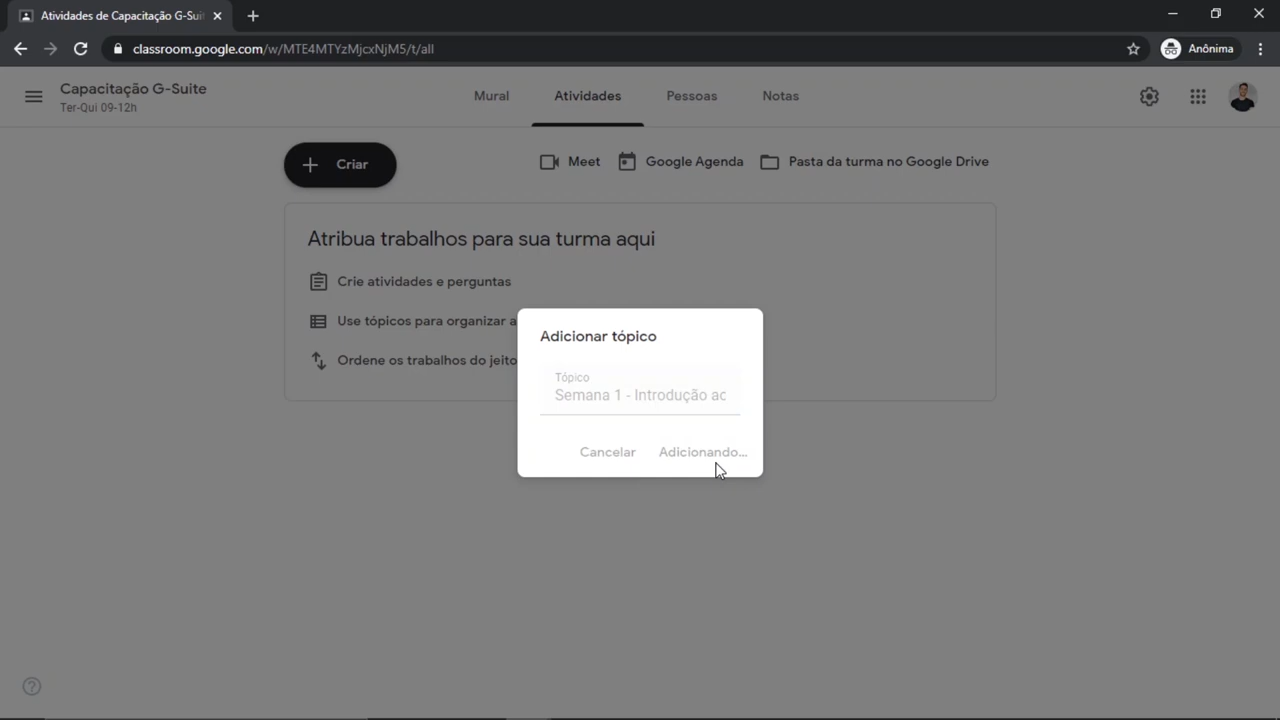 Atividades de Capacitação G-Suit
classroom.google.com/w/MTE4MTYzMjcxNjM5/t/all
Anônima
Capacitação G-Suite
Ter-Qui 09-12h
Mural
Atividades
Pessoas
Notas
Criar
Meet
Google Agenda
Pasta da turma no Google Drive
Atribua trabalhos para sua turma aqui
Crie atividades e perguntas
Use tópicos para organizar a
Ordene os trabalhos do jeito
Adicionar tópico
Tópico
Semana 1 - Introdução ac
Cancelar
Adicionando...